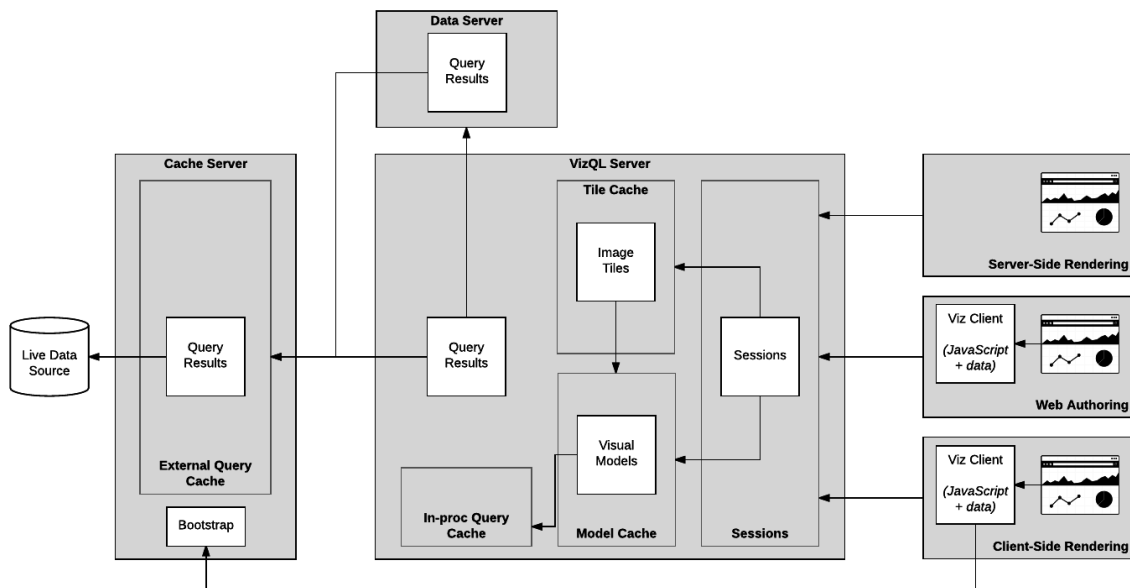 Data Server
Query
Results
Cache Server
VizQL Server
Tile Cache
Image
Tiles
Server-Side Rendering
Live Data
Source
Query
Results
Query
Results
Sessions
Viz Client
(JavaScript
+ data)
Web Authoring
Visual
Models
External Query
Cache
Bootstrap
In-proc Query
Cache
Model Cache
Sessions
Viz Client
(JavaScript
+ data)
Client-Side Rendering